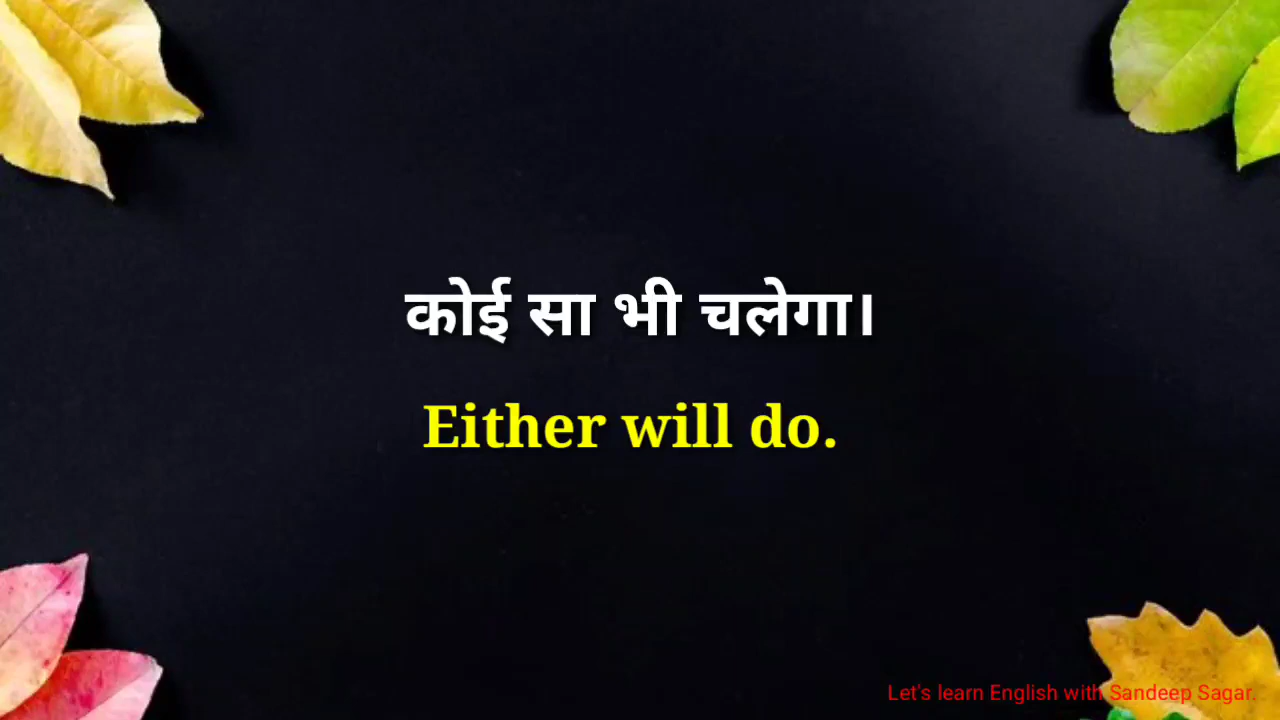 कोई सा भी चलेगा।
Either will do.
Let's learn English with Sandeep Sagar.